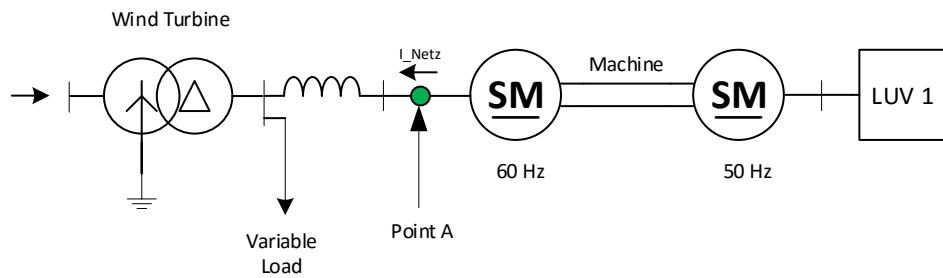 Wind Turbine
I_Netz
SM
Machine
SM
LUV 1
60 Hz
50 Hz
Variable
Load
Point A